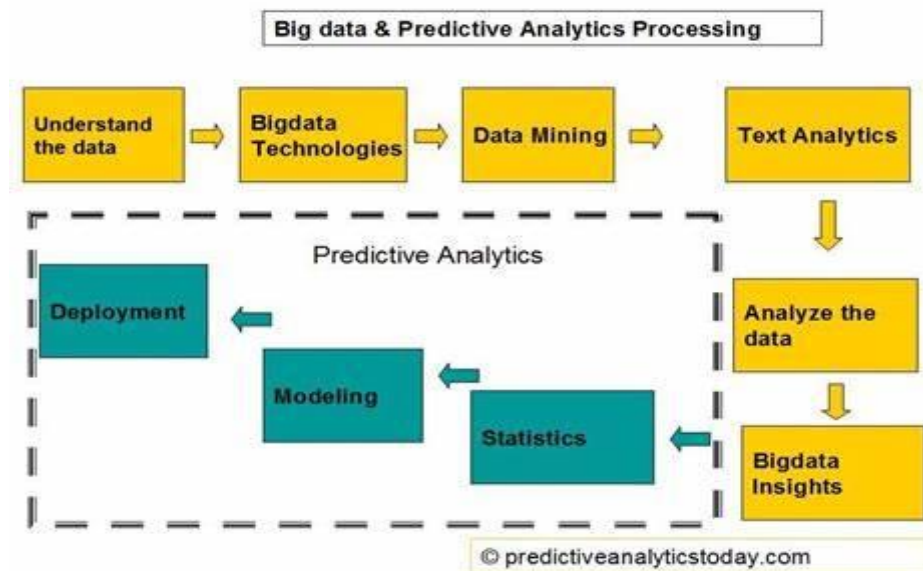 Big data & Predictive Analytics Processing
Understand
the data
Bigdata
Technologies
Data Mining
Text Analytics
Predictive Analytics
Deployment
Modeling
Statistics
Analyze the
data
Bigdata
Insights
© predictiveanalyticstoday.com